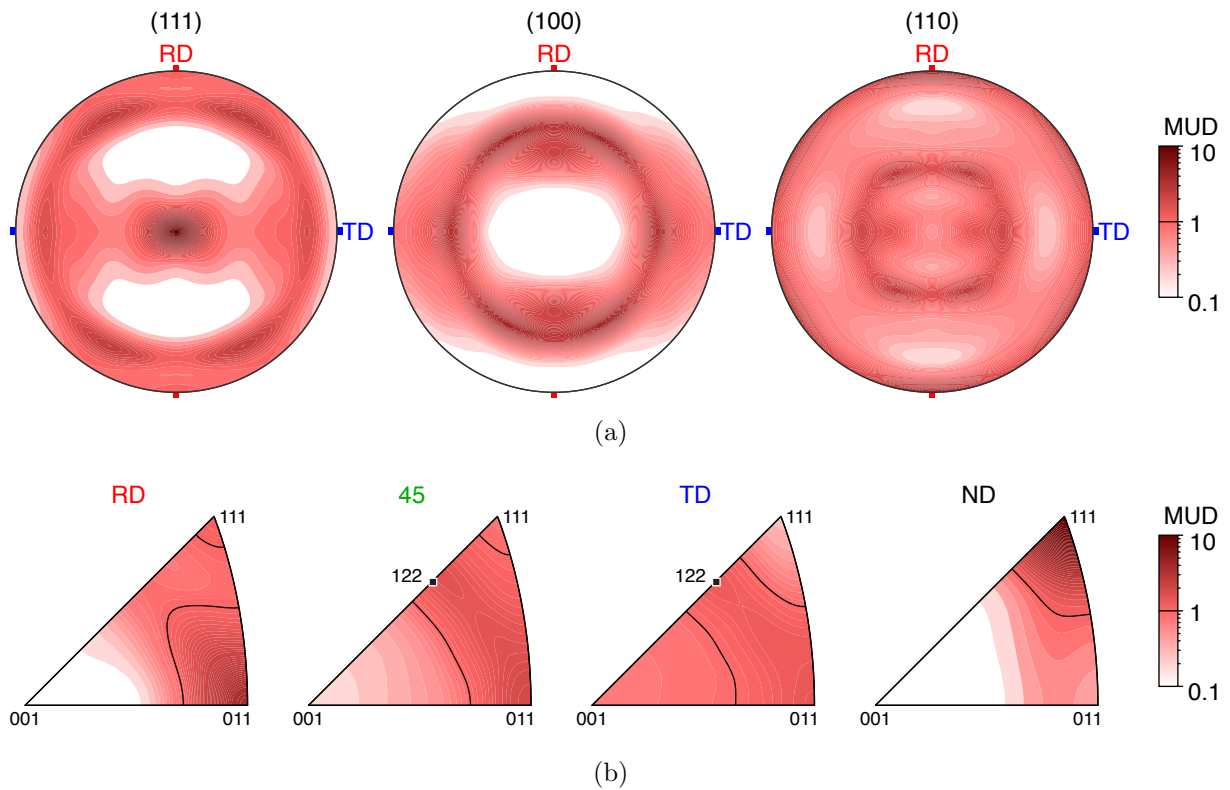 (111) (100) (110)
RD RD RD
MUD
10
TD TD TD
1
0.1
(a)
RD 45 TD ND
MUD
111 111 111 111
10
122 122
1
0.1
001 011 001 011 001 011 001 011
(b)